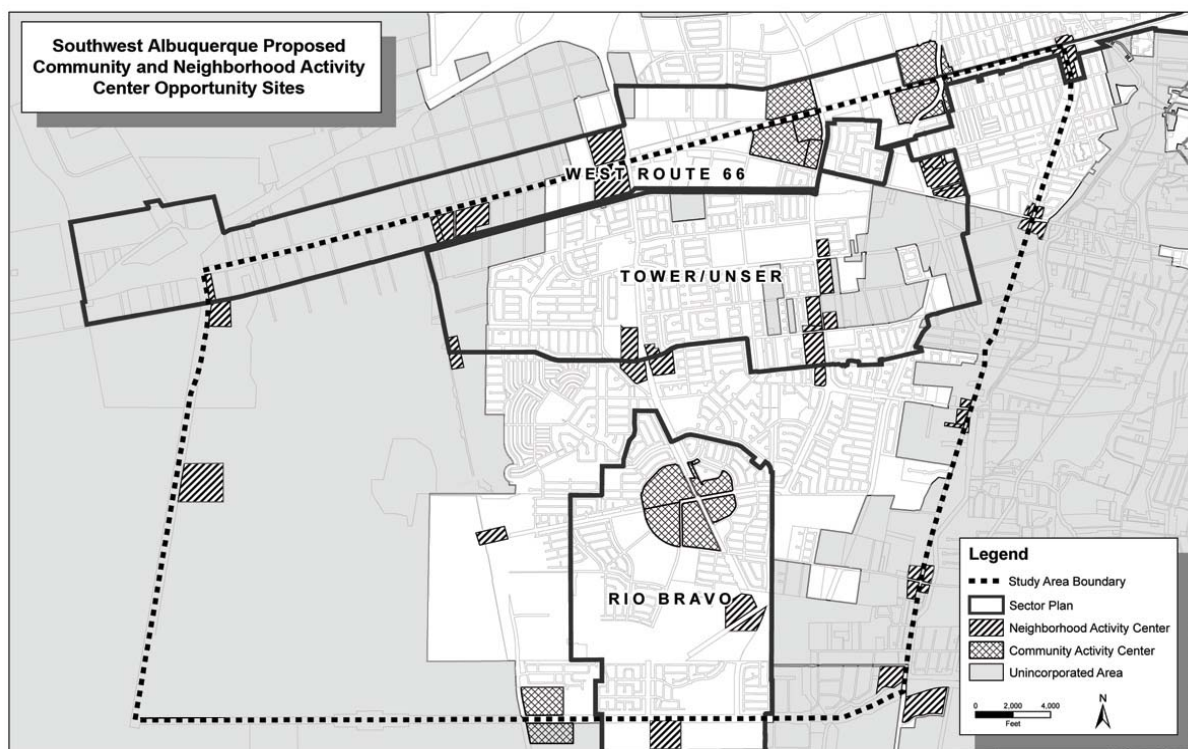 Southwest Albuquerque Proposed
Community and Neighborhood Activity
Center Opportunity Sites
WEST ROUTE 66
TOWER/UNSER
RIO BRAVO
Legend
Study Area Boundary
Sector Plan
Neighborhood Activity Center
Community Activity Center
Unincorporated Area
0 2,000 4,000
Feet
N